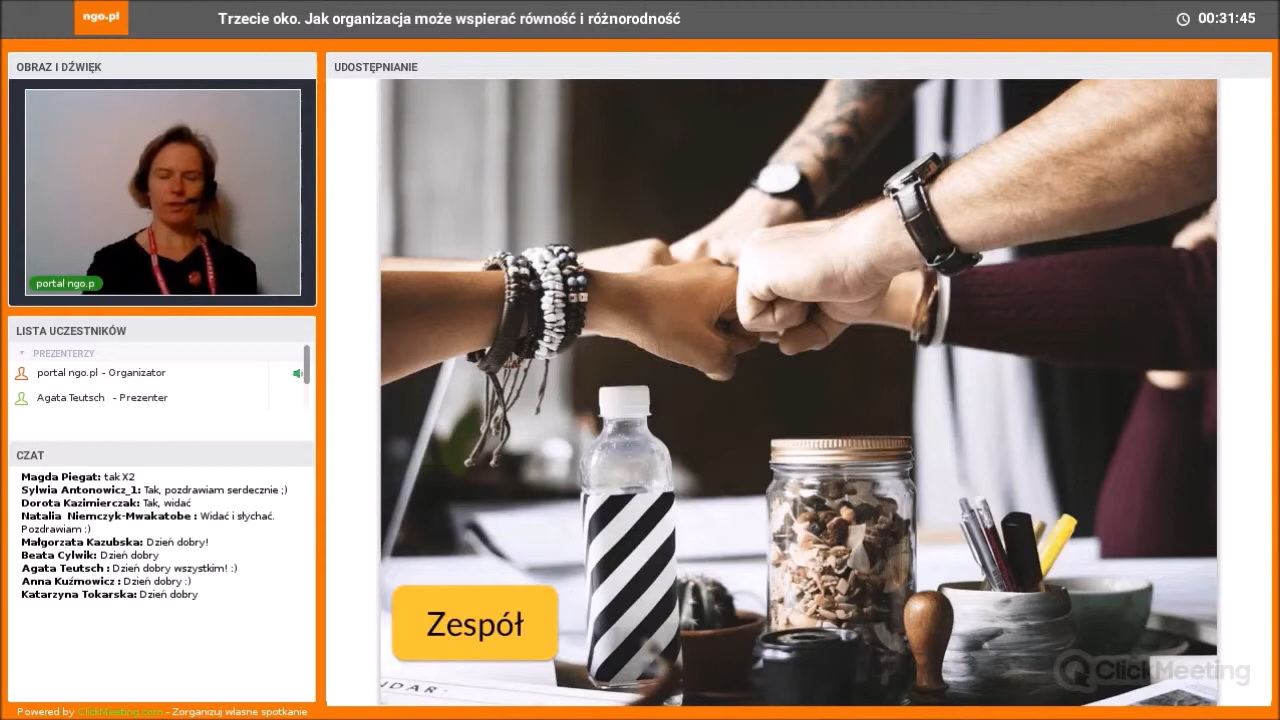 ngo.pl
Trzecie oko. Jak organizacja może wspierać równość i różnorodność
00:31:45
OBRAZ I DŹWIĘK
UDOSTĘPNIANIE
portal ngo.p
LISTA UCZESTNIKÓW
PREZENTERZY
portal ngo.pl - Organizator
Agata Teutsch - Prezenter
CZAT
Magda Piegat: tak X2
Sylwia Antonowicz_1: Tak, pozdrawiam serdecznie ;)
Dorota Kazimierczak: Tak, widać
Natalia Niemczyk-Mwakatobe : Widać i słychać.
Pozdrawiam :)
Małgorzata Kazubska: Dzień dobry!
Beata Cylwik: Dzień dobry
Agata Teutsch : Dzień dobry wszystkim! :)
Anna Kuźmowicz : Dzień dobry :)
Katarzyna Tokarska: Dzień dobry
Zespół
NDAR
ClickMeeting
Powered by ClickMeeting.com - Zorganizuj własne spotkanie